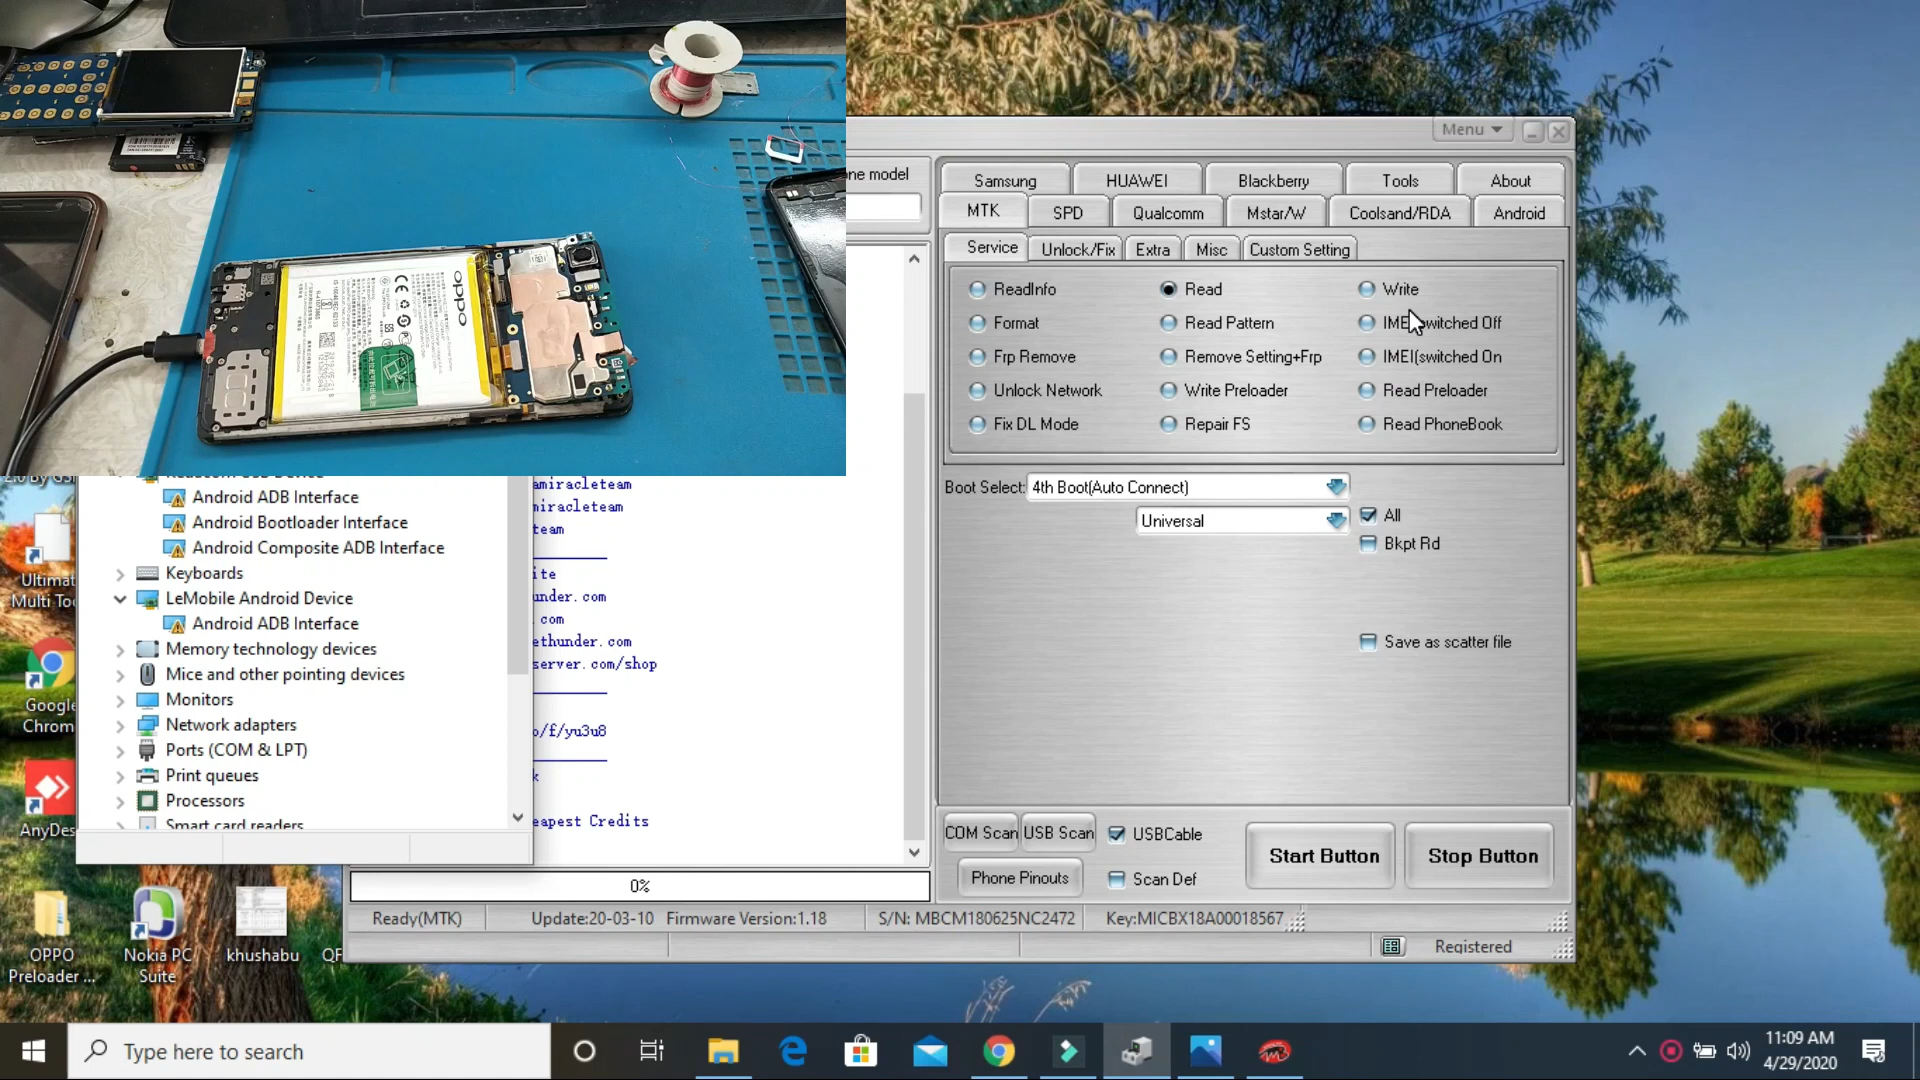 oppo
Menu
ne model
Samsung HUAWEI Blackberry Tools About
MTK SPD Qualcomm Mstar/W Coolsand/RDA Android
Service Unlock/Fix Extra Misc Custom Setting
ReadInfo Read Write
Format Read Pattern switched Off
Frp Remove Remove Setting+Frp IMEI(switched On
Unlock Network Write Preloader Read Preloader
Fix DL Mode Repair FS Read PhoneBook
Boot Select: 4th Boot(Auto Connect)
Universal All
Bkpt Rd
Save as scatter file
COM Scan USB Scan USBCable
Phone Pinouts Scan Def
Start Button Stop Button
Android ADB Interface
Android Bootloader Interface
Android Composite ADB Interface
Keyboards
LeMobile Android Device
Android ADB Interface
Memory technology devices
Mice and other pointing devices
Monitors
Network adapters
Ports (COM & LPT)
Print queues
Processors
Smart card readers
amiracleteam
miracleteam
team
ite
under.com
.com
ethunder.com
server.com/shop
o/f/yu3u8
k
eapest Credits
0%
Ready(MTK) Update:20-03-10 Firmware Version:1.18 S/N: MBCM180625NC2472 Key:MICBX18A00018567
Registered
Ultimat
Multi Too
Google
Chrom
AnyDes
OPPO
Preloader ...
Nokia PC
Suite
khushabu
QF
Type here to search
11:09 AM
4/29/2020